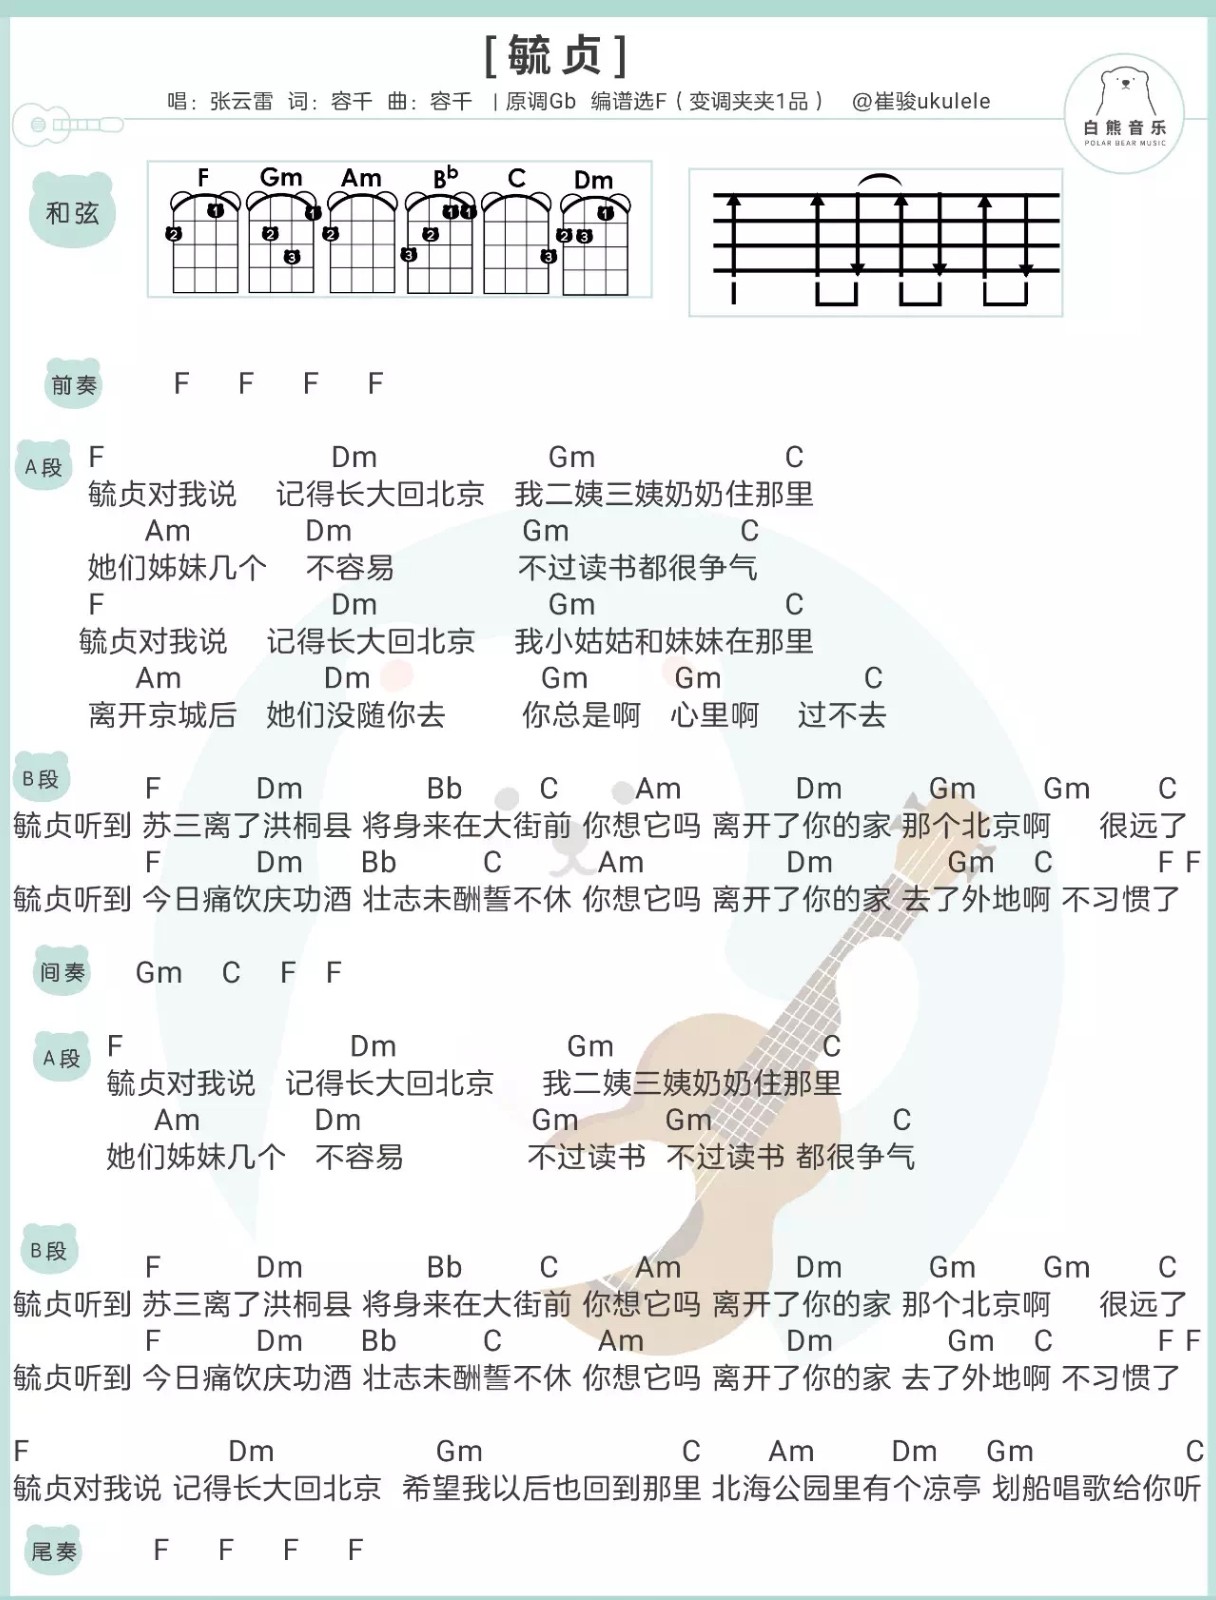 [毓贞]
唱：张云雷 词：容千 曲：容千 | 原调Gb 编谱选F（变调夹夹1品） @崔骏ukulele
白熊音乐
POLAR BEAR MUSIC
和弦
F Gm Am Bb C Dm
2 1 2 3 1 2 3 2 1 1 3 2 3 1
前奏 F F F F
A段
F Dm Gm C
毓贞对我说 记得长大回北京 我二姨三姨奶奶住那里
Am Dm Gm C
她们姊妹几个 不容易 不过读书都很争气
F Dm Gm C
毓贞对我说 记得长大回北京 我小姑姑和妹妹在那里
Am Dm Gm Gm C
离开京城后 她们没随你去 你总是啊 心里啊 过不去
B段
F Dm Bb C Am Dm Gm Gm C
毓贞听到 苏三离了洪桐县 将身来在大街前 你想它吗 离开了你的家 那个北京啊 很远了
F Dm Bb C Am Dm Gm C F F
毓贞听到 今日痛饮庆功酒 壮志未酬誓不休 你想它吗 离开了你的家 去了外地啊 不习惯了
间奏 Gm C F F
A段
F Dm Gm C
毓贞对我说 记得长大回北京 我二姨三姨奶奶住那里
Am Dm Gm Gm C
她们姊妹几个 不容易 不过读书 不过读书 都很争气
B段
F Dm Bb C Am Dm Gm Gm C
毓贞听到 苏三离了洪桐县 将身来在大街前 你想它吗 离开了你的家 那个北京啊 很远了
F Dm Bb C Am Dm Gm C F F
毓贞听到 今日痛饮庆功酒 壮志未酬誓不休 你想它吗 离开了你的家 去了外地啊 不习惯了
F Dm Gm C Am Dm Gm C
毓贞对我说 记得长大回北京 希望我以后也回到那里 北海公园里有个凉亭 划船唱歌给你听
尾奏 F F F F